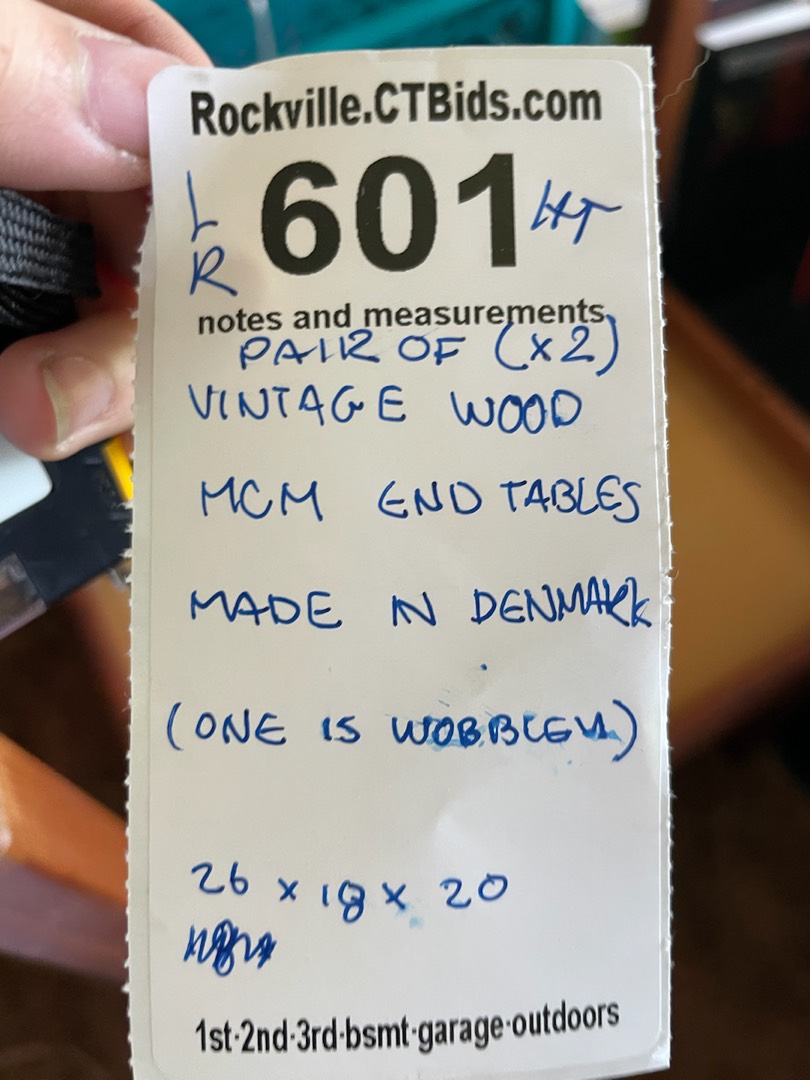 Rockville.CTBids.com
L
R
601
notes and measurements
PAIR OF (x2)
VINTAGE WOOD
MCM END TABLES
MADE IN DENMARK
(ONE IS WOBBLEY)
26 x 18 x 20
1st·2nd·3rd·bsmt·garage·outdoors